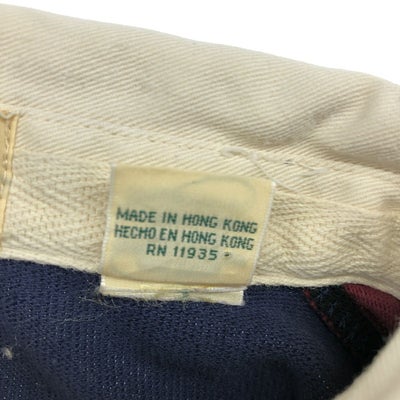 MADE IN HONG KONG
HECHO EN HONG KONG
RN 11935 *